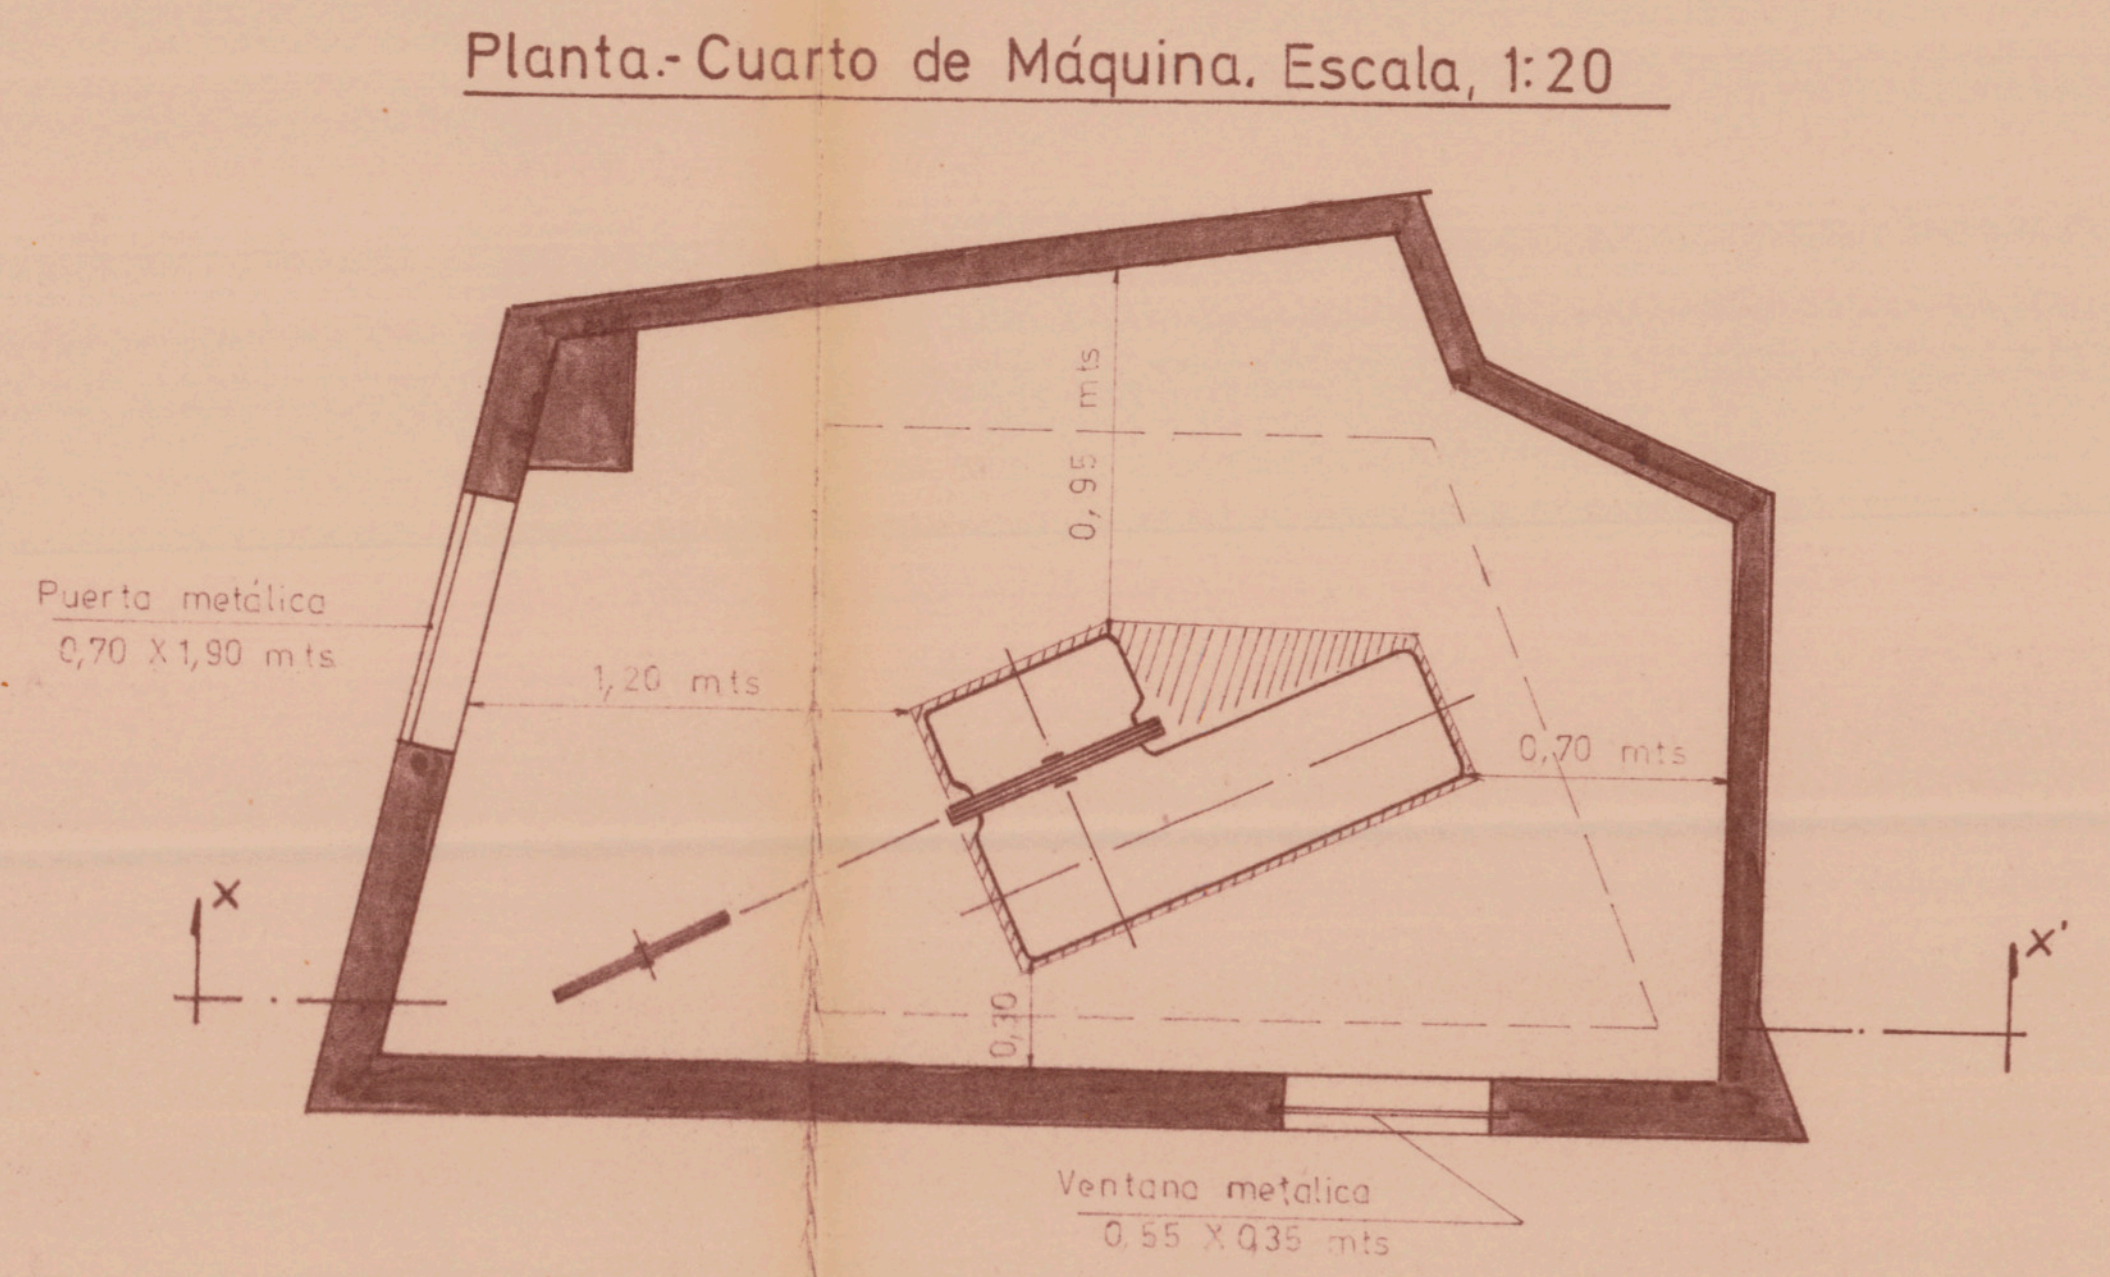 Planta.- Cuarto de Máquina. Escala, 1:20
0,95 mts
Puerta metálica
0,70 X 1,90 mts
1,20 mts
0,70 mts
X
X'
0,30
Ventana metalica
0,55 X 0,35 mts